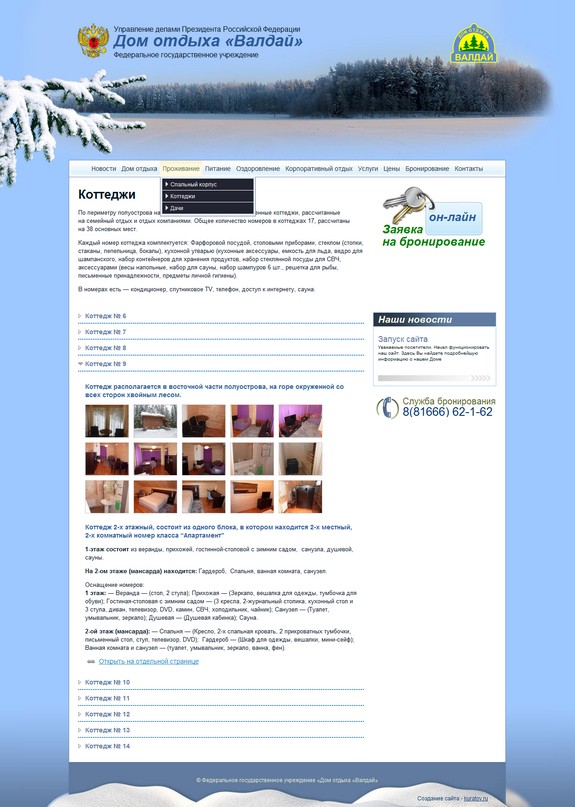 Управление делами Президента Российской Федерации
Дом отдыха «Валдай»
Федеральное государственное учреждение
ДОМ ОТДЫХА
ВАЛДАЙ
Новости Дом отдыха Проживание Питание Оздоровление Корпоративный отдых Услуги Цены Бронирование Контакты
Спальный корпус
Коттеджи
Дачи
Коттеджи
По периметру полуострова на коттеджи, рассчитанные
на семейный отдых и отдых компаниями. Общее количество номеров в коттеджах 17, рассчитаны
на 38 основных мест.
Каждый номер коттеджа комплектуется: Фарфоровой посудой, столовыми приборами, стеклом (стопки,
стаканы, пепельница, бокалы), кухонной утварью (кухонные аксессуары, емкость для льда, ведро для
шампанского, набор контейнеров для хранения продуктов, набор стеклянной посуды для СВЧ,
аксессуарами (весы напольные, набор для сауны, набор шампуров 6 шт., решетка для рыбы,
письменные принадлежности, предметы личной гигиены).
В номерах есть — кондиционер, спутниковое TV, телефон, доступ к интернету, сауна.
он-лайн
Заявка
на бронирование
Коттедж № 6
Коттедж № 7
Коттедж № 8
Коттедж № 9
Наши новости
Запуск сайта
Уважаемые посетители. Начал функционировать
наш сайт. Здесь Вы найдете подробнейшую
информацию о нашем Доме
Служба бронирования
8(81666) 62-1-62
Коттедж располагается в восточной части полуострова, на горе окруженной со
всех сторон хвойным лесом.
Коттедж 2-х этажный, состоит из одного блока, в котором находится 2-х местный,
2-х комнатный номер класса "Апартамент"
1-этаж состоит из веранды, прихожей, гостинной-столовой с зимним садом, санузла, душевой,
сауны.
На 2-ом этаже (мансарда) находится: Гардероб, Спальня, ванная комната, санузел.
Оснащение номеров:
1 этаж: — Веранда — (стол, 2 стула); Прихожая — (Зеркало, вешалка для одежды, тумбочка для
обуви); Гостиная-столовая с зимним садом — (3 кресла, 2-журнальный столика, кухонный стол и
3 стула, диван, телевизор, DVD, камин, СВЧ, холодильник, чайник); Санузел — (Туалет,
умывальник, зеркало); Душевая — (Душевая кабинка); Сауна.
2-ой этаж (мансарда): — Спальня — (Кресло, 2-х спальная кровать, 2 прикроватных тумбочки,
письменный стол, стул, телевизор, DVD); Гардероб — (Шкаф для одежды, вешалки, мини-сейф);
Ванная комната и санузел — (туалет, умывальник, зеркало, ванна, фен).
Открыть на отдельной странице
Коттедж № 10
Коттедж № 11
Коттедж № 12
Коттедж № 13
Коттедж № 14
© Федеральное государственное учреждение «Дом отдыха «Валдай»
Создание сайта - kuratov.ru